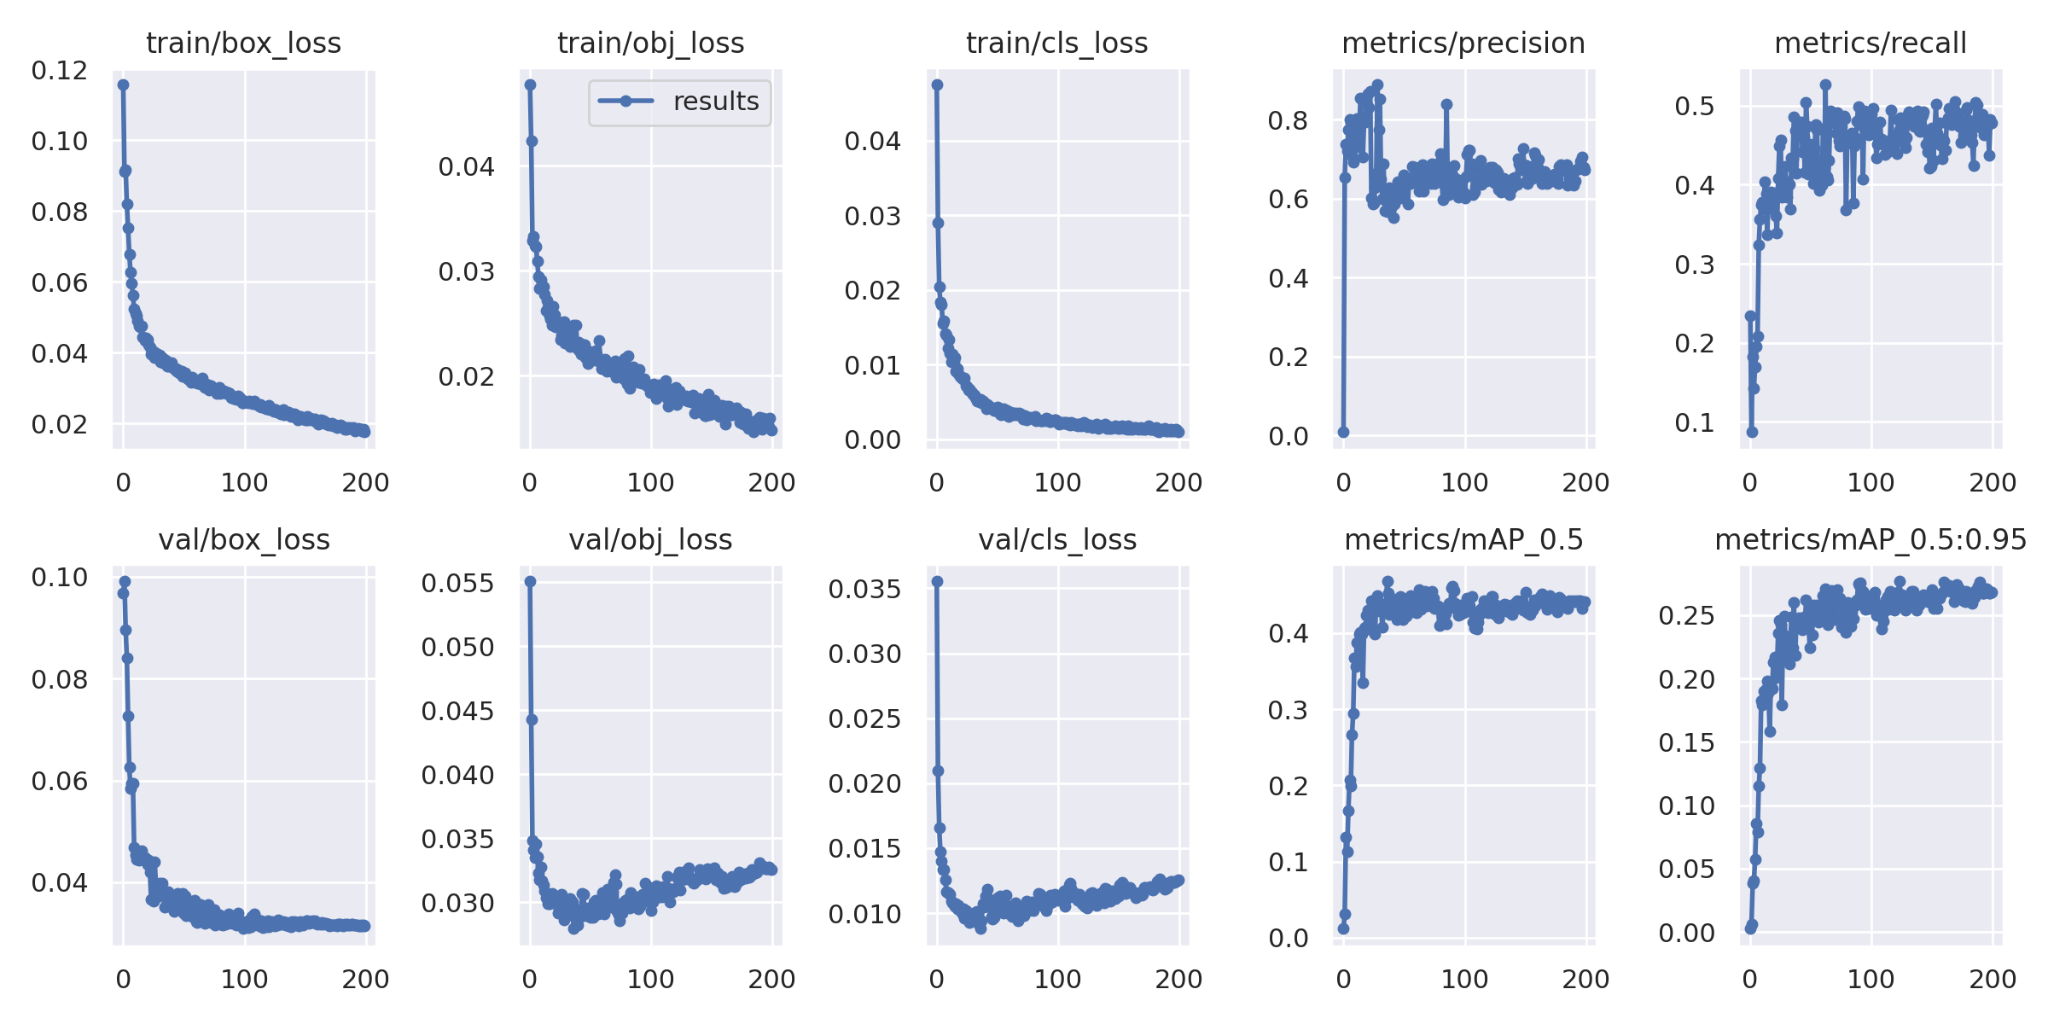 train/box_loss
train/obj_loss
train/cls_loss
metrics/precision
metrics/recall
0.12
0.10
0.08
0.06
0.04
0.02
0 100 200
results
0.04
0.03
0.02
0 100 200
0.04
0.03
0.02
0.01
0.00
0 100 200
0.8
0.6
0.4
0.2
0.0
0 100 200
0.5
0.4
0.3
0.2
0.1
0 100 200
val/box_loss
val/obj_loss
val/cls_loss
metrics/mAP_0.5
metrics/mAP_0.5:0.95
0.10
0.08
0.06
0.04
0 100 200
0.055
0.050
0.045
0.040
0.035
0.030
0 100 200
0.035
0.030
0.025
0.020
0.015
0.010
0 100 200
0.4
0.3
0.2
0.1
0.0
0 100 200
0.25
0.20
0.15
0.10
0.05
0.00
0 100 200